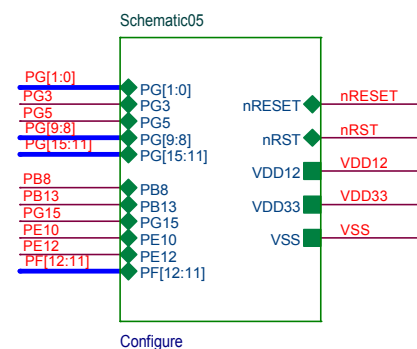 Schematic05
PG[1:0] PG[1:0]
PG3 PG3
PG5 PG5
PG[9:8] PG[9:8]
PG[15:11] PG[15:11]
PB8 PB8
PB13 PB13
PG15 PG15
PE10 PE10
PE12 PE12
PF[12:11] PF[12:11]
nRESET nRESET
nRST nRST
VDD12 VDD12
VDD33 VDD33
VSS VSS
Configure